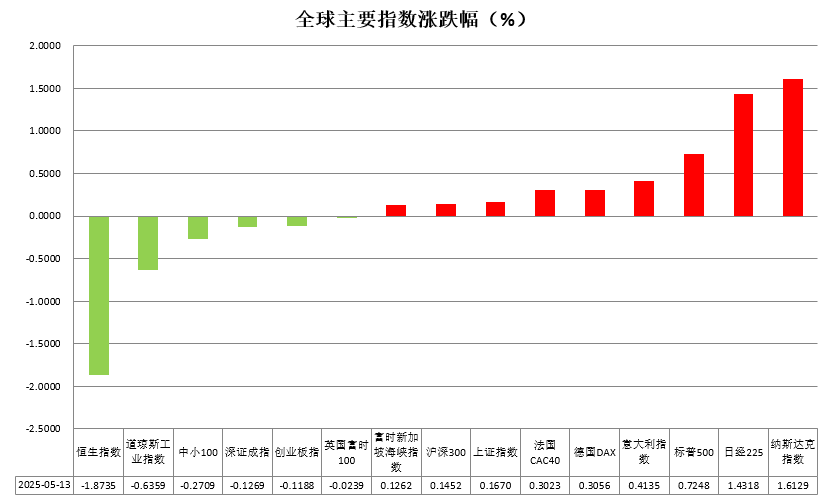 全球主要指数涨跌幅（%）
2.0000
1.5000
1.0000
0.5000
0.0000
-0.5000
-1.0000
-1.5000
-2.0000
-2.5000
恒生指数
道琼斯工
业指数
中小100
深证成指
创业板指
英国富时
100
富时新加
坡海峡指
数
沪深300
上证指数
法国
CAC40
德国DAX
意大利指
数
标普500
日经225
纳斯达克
指数
2025-05-13 -1.8735 -0.6359 -0.2709 -0.1269 -0.1188 -0.0239 0.1262 0.1452 0.1670 0.3023 0.3056 0.4135 0.7248 1.4318 1.6129